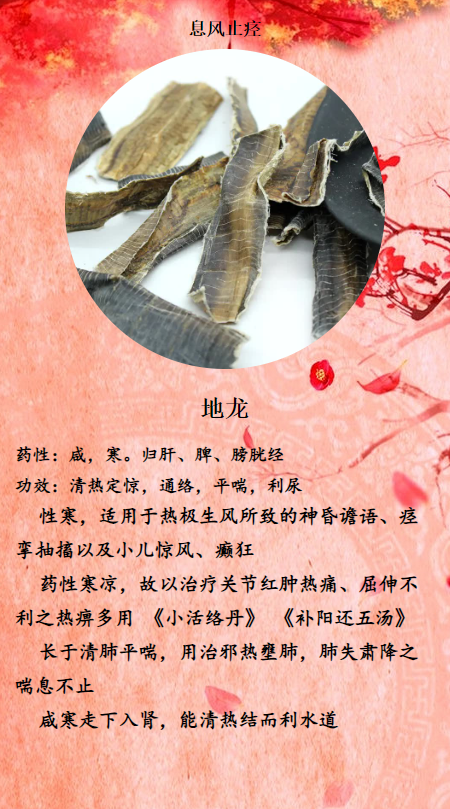 息风止痉
地龙
药性：咸，寒。归肝、脾、膀胱经
功效：清热定惊，通络，平喘，利尿
性寒，适用于热极生风所致的神昏谵语、痉
挛抽搐以及小儿惊风、癫狂
药性寒凉，故以治疗关节红肿热痛、屈伸不
利之热痹多用 《小活络丹》 《补阳还五汤》
长于清肺平喘，用治邪热壅肺，肺失肃降之
喘息不止
咸寒走下入肾，能清热结而利水道